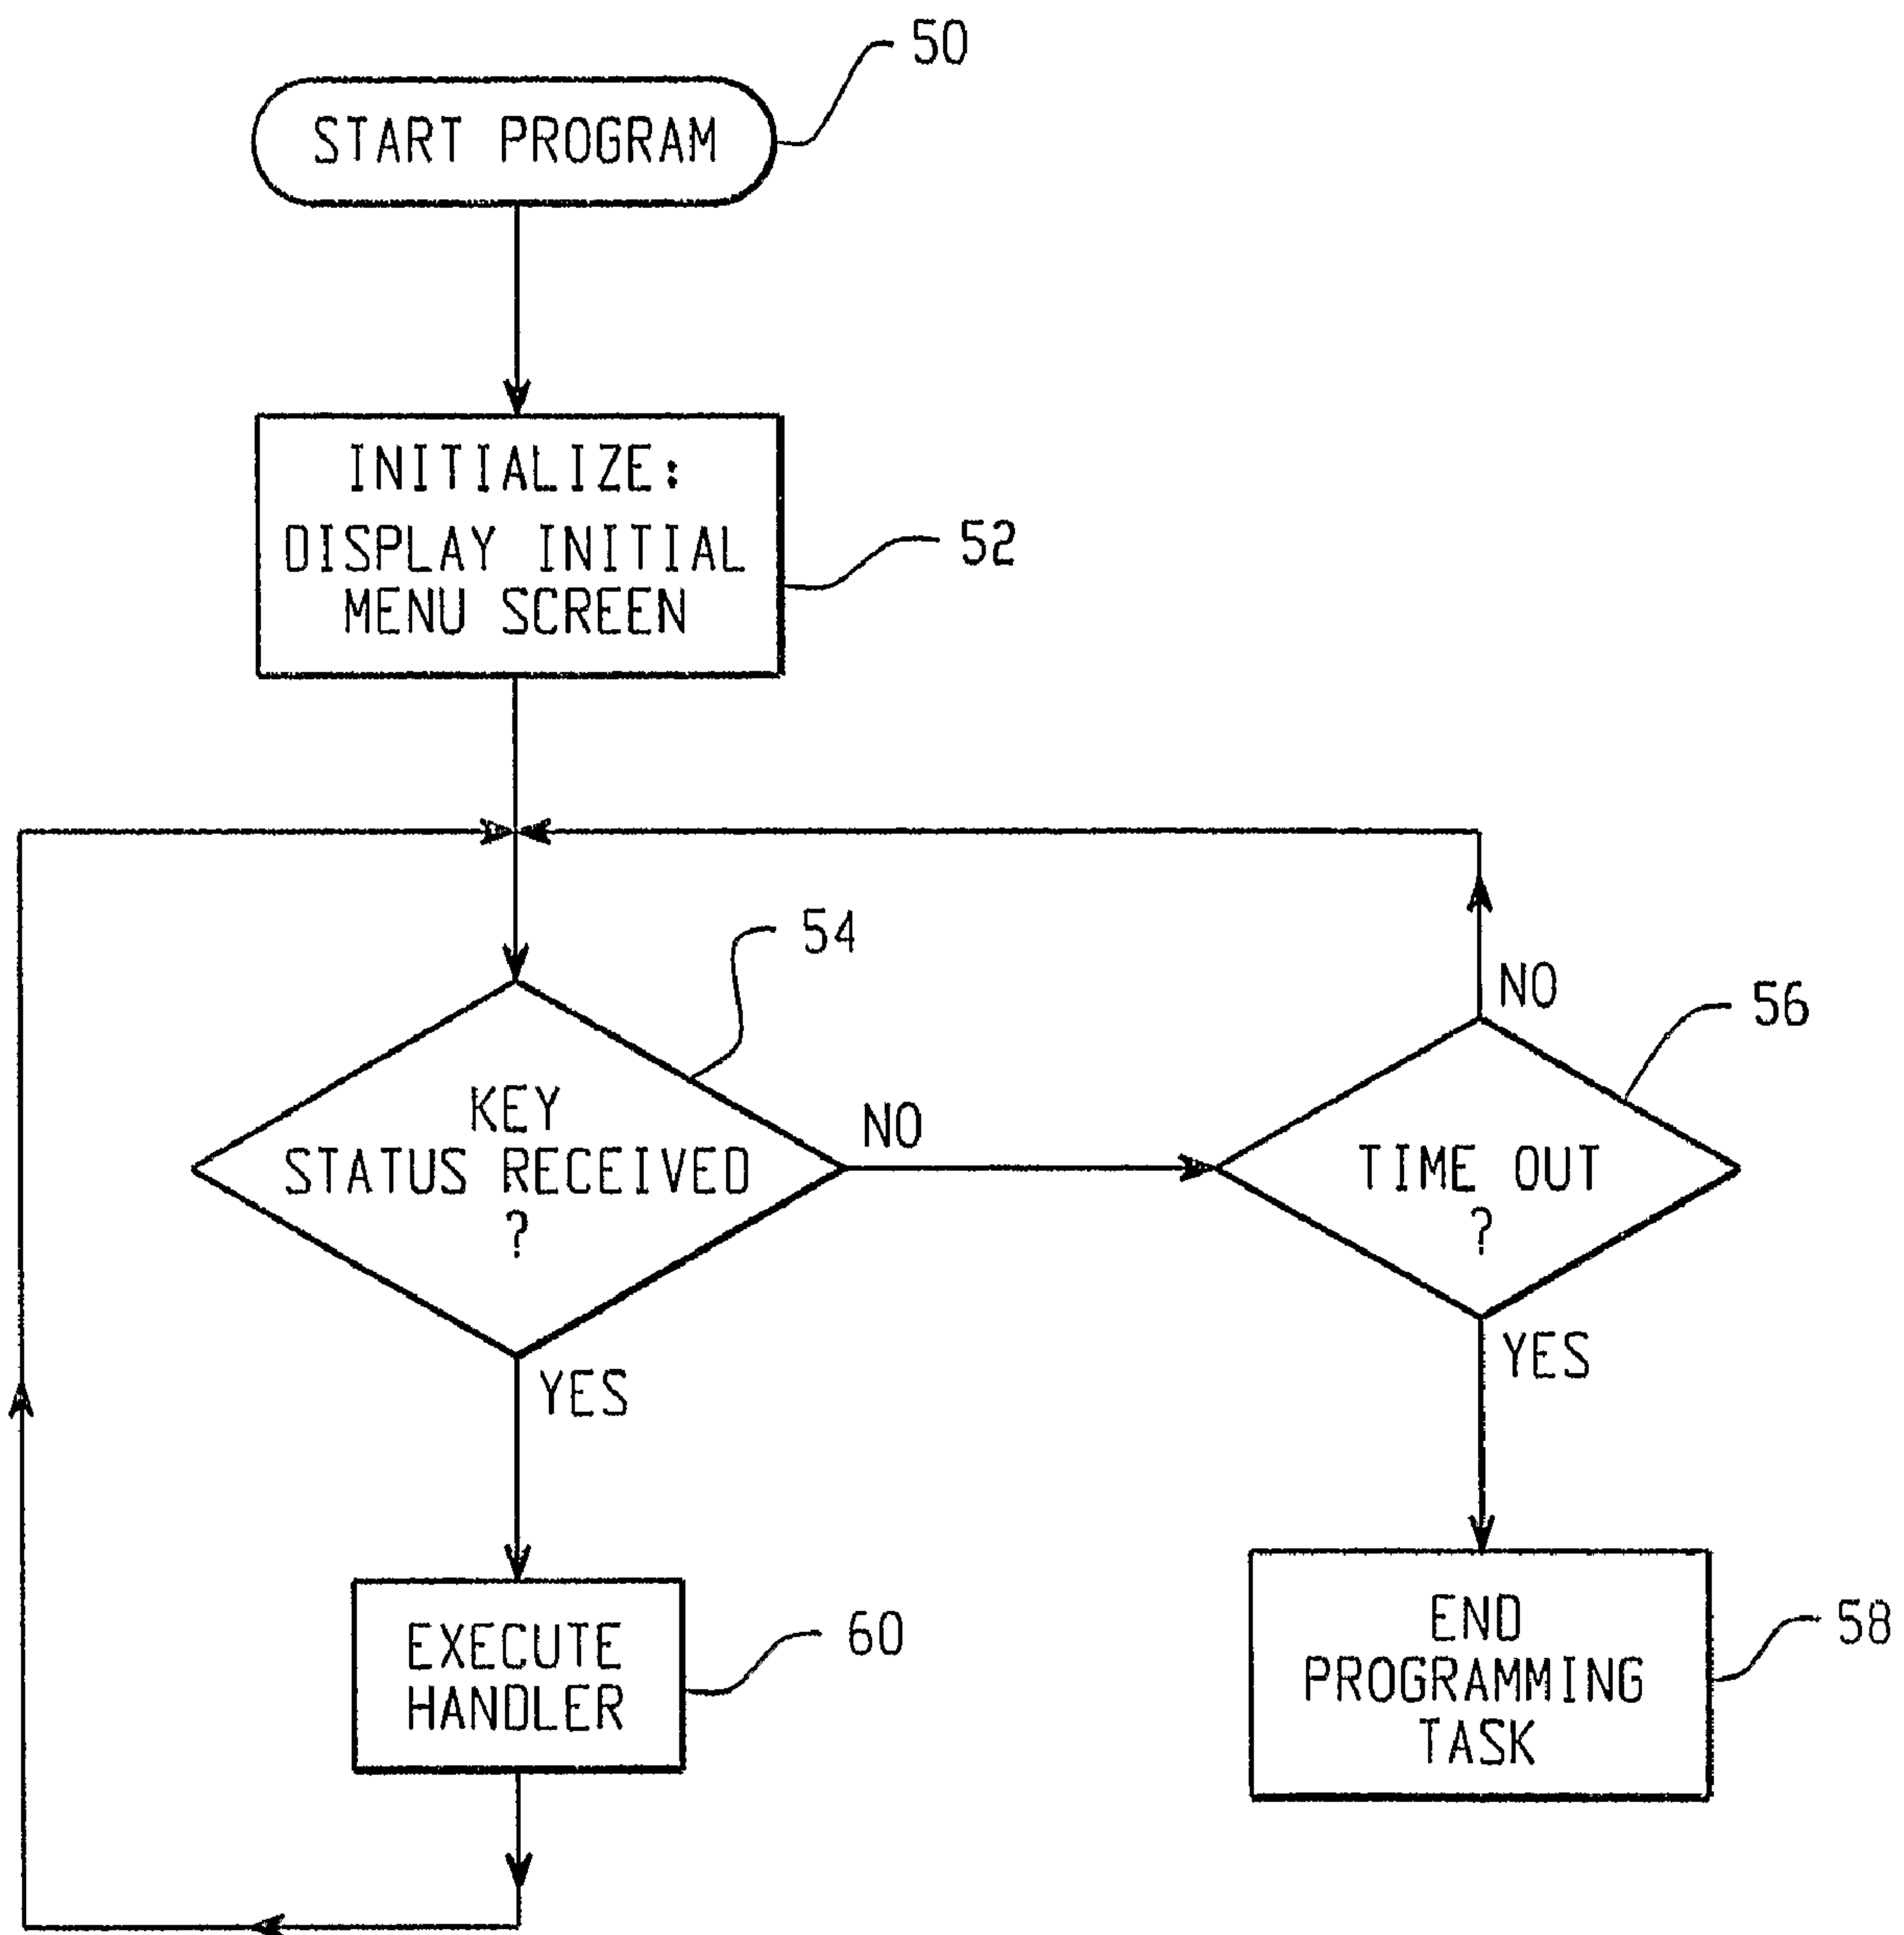 50
START PROGRAM
INITIALIZE:
DISPLAY INITIAL
MENU SCREEN
52
54
KEY
STATUS RECEIVED
?
NO
NO
56
TIME OUT
?
YES
YES
EXECUTE
HANDLER
60
END
PROGRAMMING
TASK
58